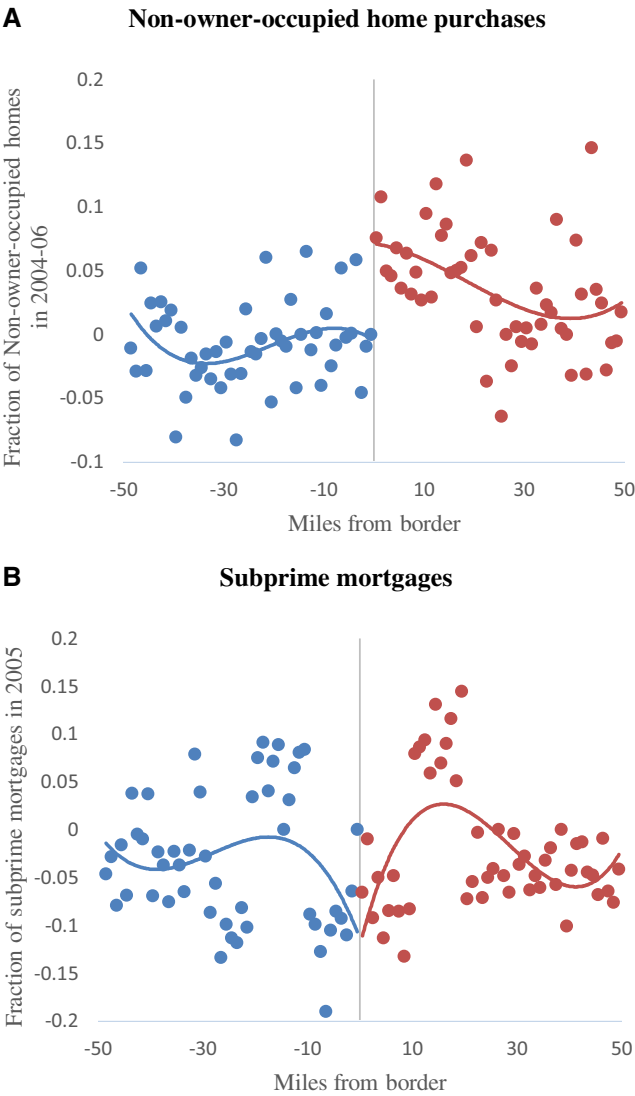 A
Non-owner-occupied home purchases
Fraction of Non-owner-occupied homes
in 2004-06
0.2
0.15
0.1
0.05
0
-0.05
-0.1
-50 -30 -10 10 30 50
Miles from border
B
Subprime mortgages
Fraction of subprime mortgages in 2005
0.2
0.15
0.1
0.05
0
-0.05
-0.1
-0.15
-0.2
-50 -30 -10 10 30 50
Miles from border